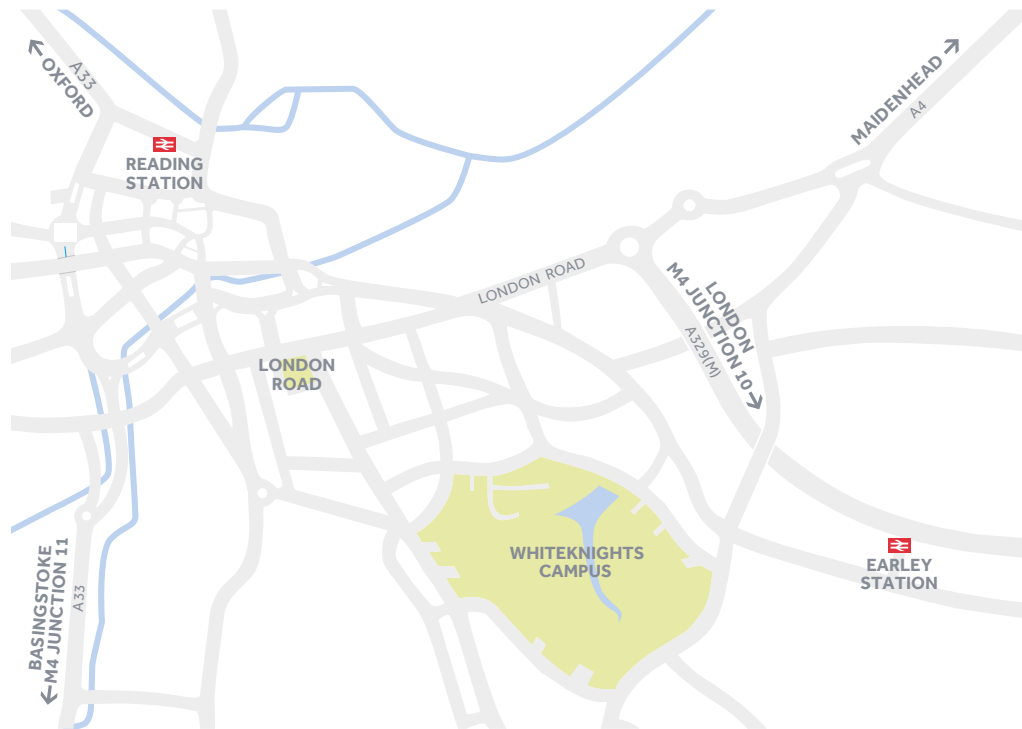 A33
OXFORD
MAIDENHEAD
A4
READING
STATION
LONDON ROAD
LONDON
M4 JUNCTION 10
A329(M)
LONDON
ROAD
WHITEKNIGHTS
CAMPUS
EARLEY
STATION
BASINGSTOKE
M4 JUNCTION 11
A33